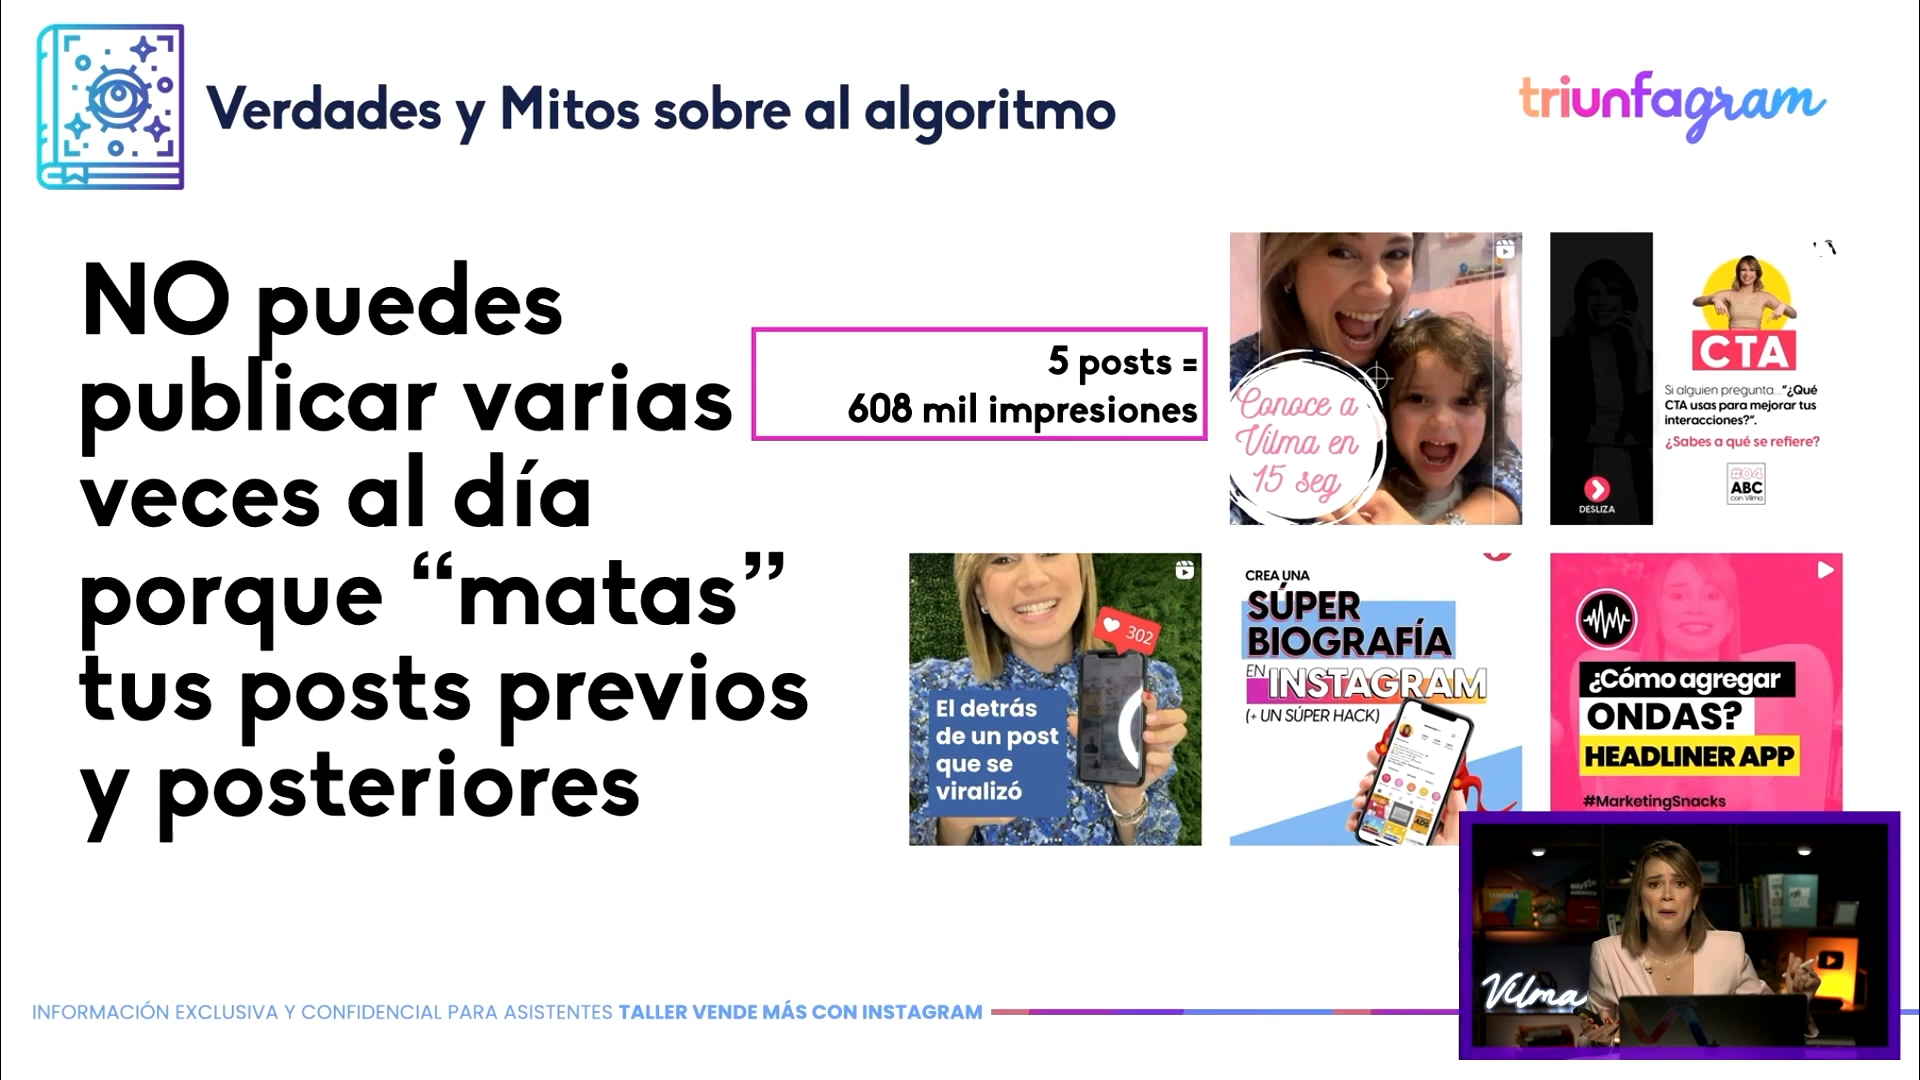 Verdades y Mitos sobre al algoritmo
triunfagram
NO puedes
publicar varias
veces al día
porque “matas”
tus posts previos
y posteriores
5 posts =
608 mil impresiones
Conoce a
Vilma en
15 seg
CTA
Si alguien pregunta... “¿Qué
CTA usas para mejorar tus
interacciones?”.
¿Sabes a qué se refiere?
#04
ABC
con Vilma
DESLIZA
302
El detrás
de un post
que se
viralizó
CREA UNA
SÚPER
BIOGRAFÍA
EN INSTAGRAM
(+ UN SÚPER HACK)
¿Cómo agregar
ONDAS?
HEADLINER APP
#MarketingSnacks
Vilma
INFORMACIÓN EXCLUSIVA Y CONFIDENCIAL PARA ASISTENTES TALLER VENDE MÁS CON INSTAGRAM